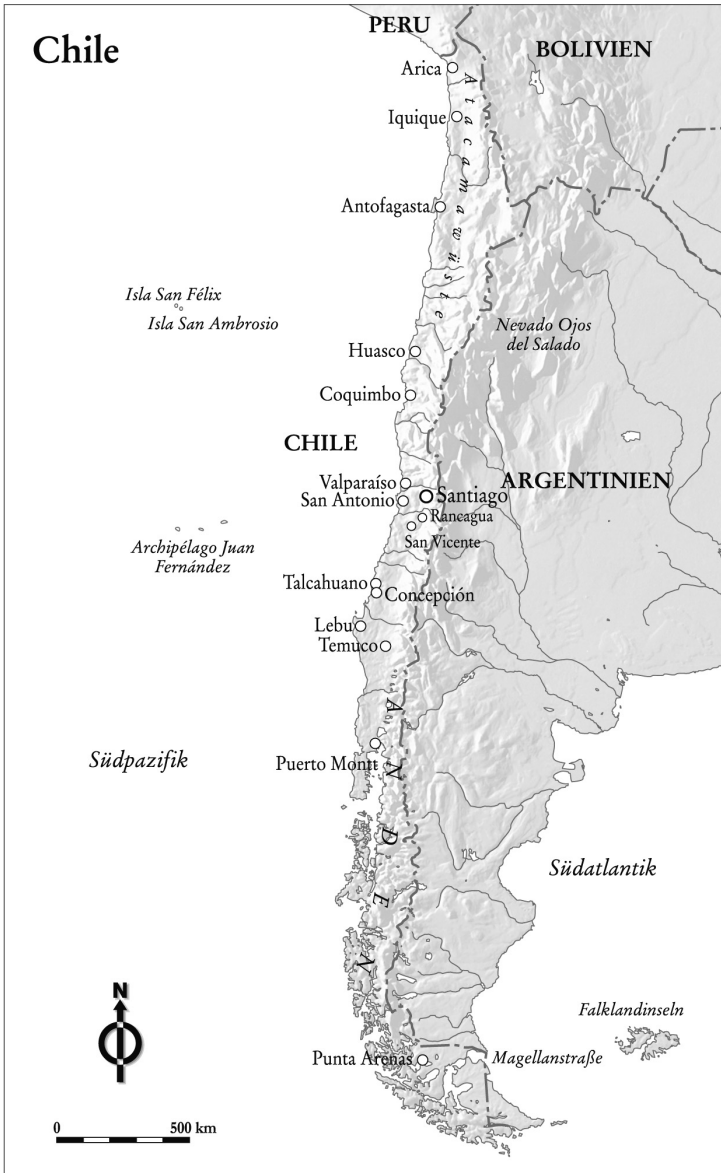 Chile
PERU
BOLIVIEN
Arica
Atacamawüste
Iquique
Antofagasta
Isla San Félix
Isla San Ambrosio
Nevado Ojos
del Salado
Huasco
Coquimbo
CHILE
ARGENTINIEN
Valparaíso
Santiago
San Antonio
Rancagua
San Vicente
Archipélago Juan
Fernández
Talcahuano
Concepción
Lebu
Temuco
ANDEN
Südpazifik
Puerto Montt
Südatlantik
N
Falklandinseln
Punta Arenas
Magellanstraße
0 500 km